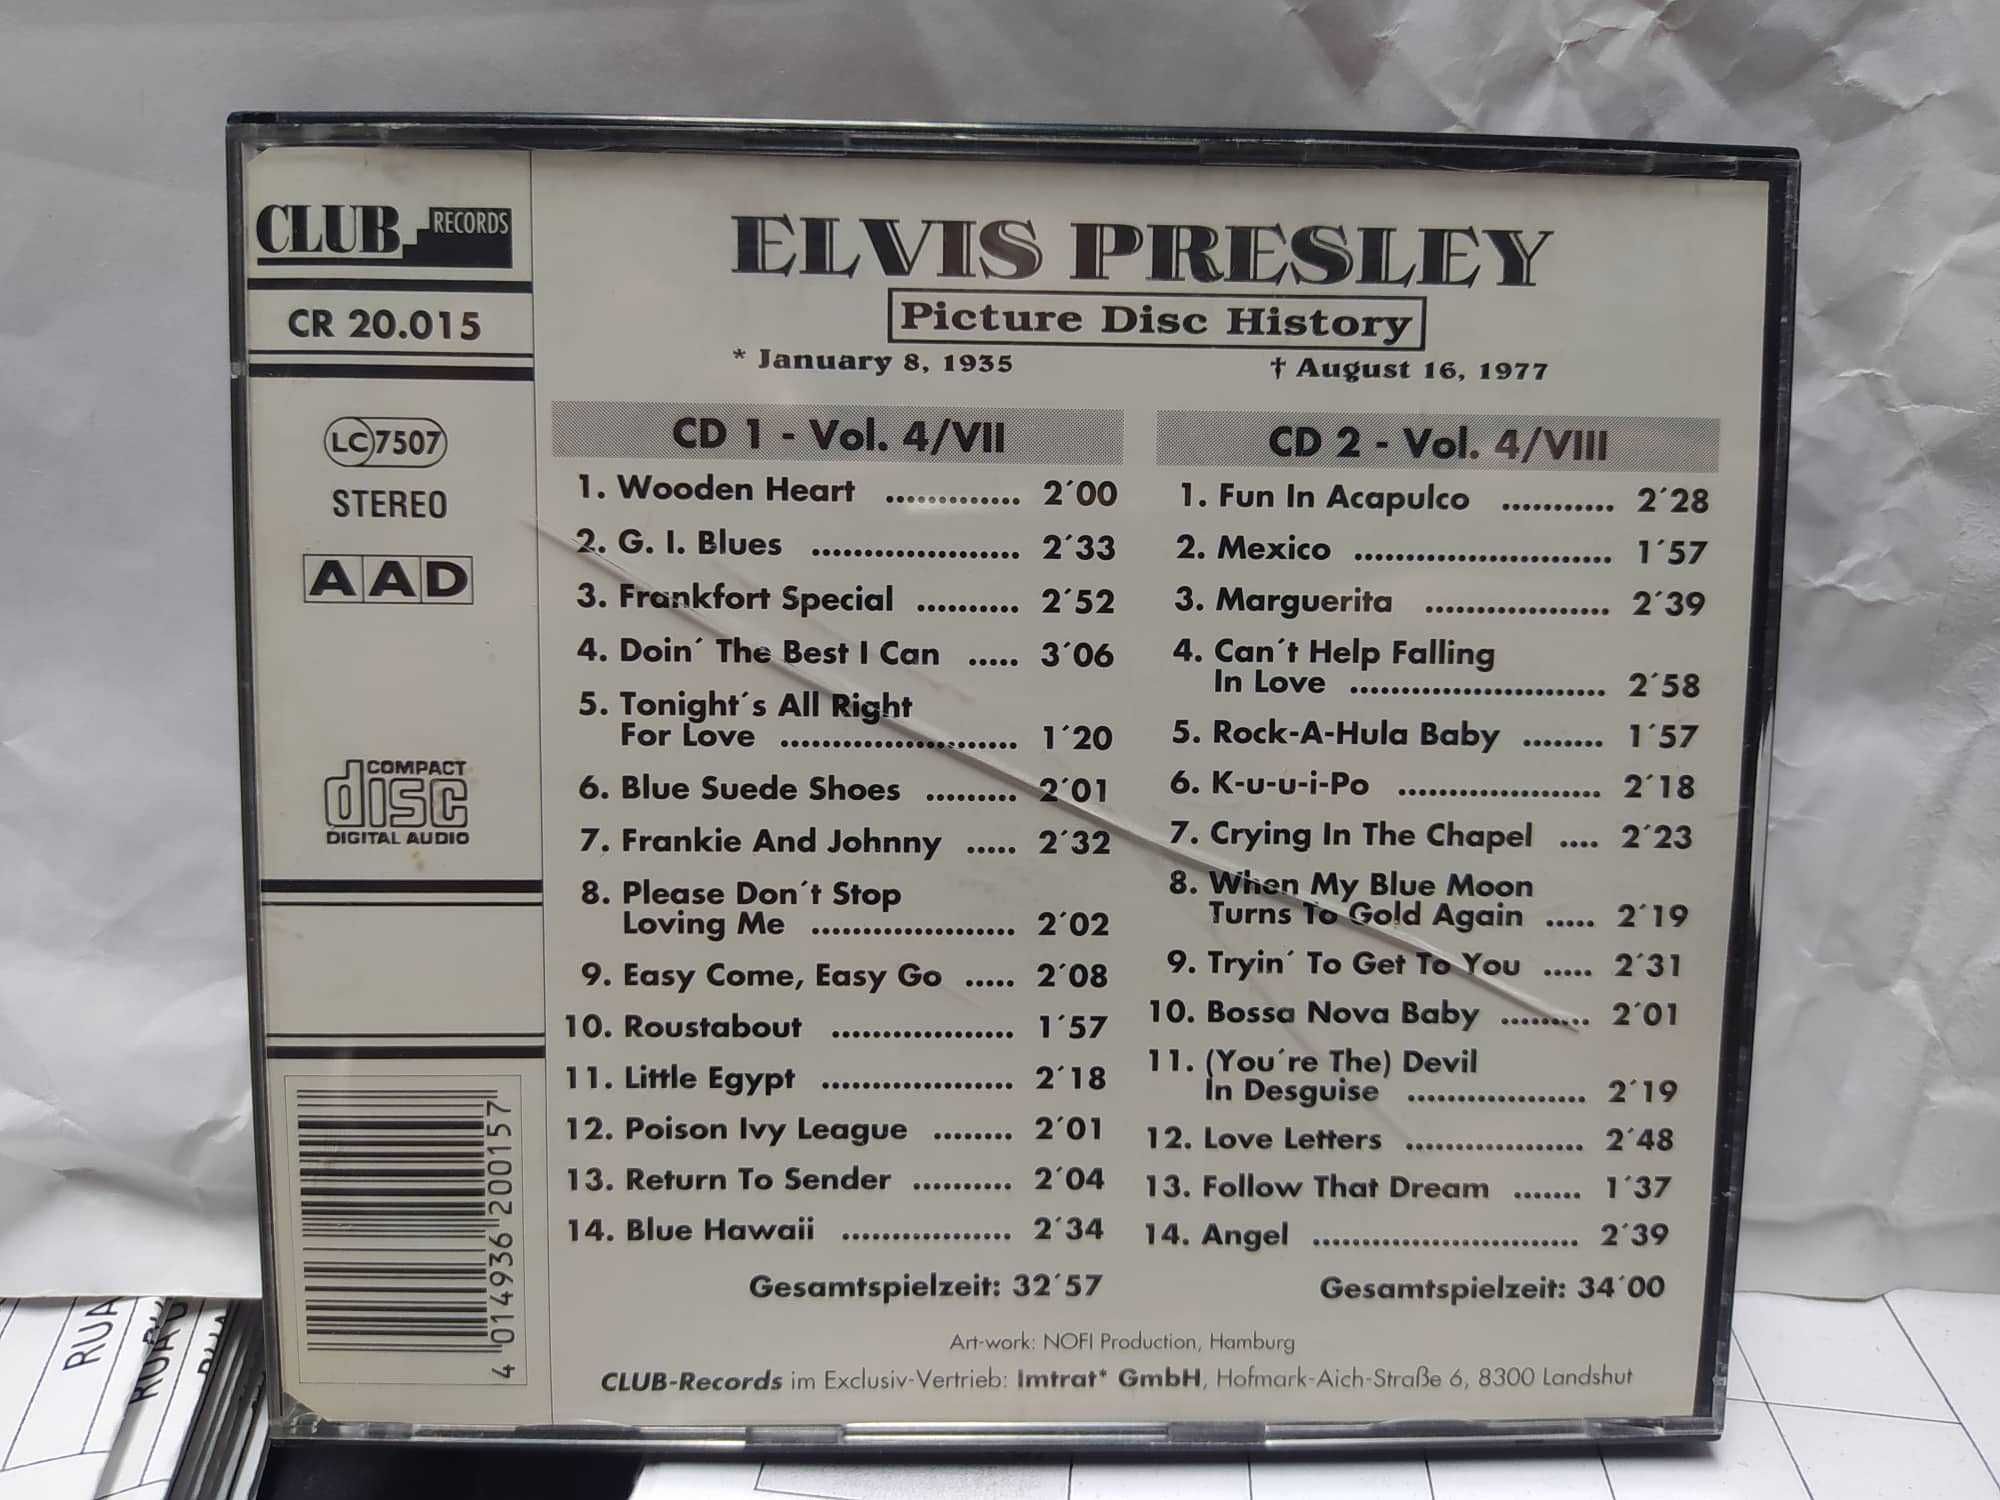 CLUB RECORDS
CR 20.015
LC 7507
STEREO
AAD
COMPACT
disc
DIGITAL AUDIO
4 014936 200157
ELVIS PRESLEY
Picture Disc History
* January 8, 1935 † August 16, 1977
CD 1 - Vol. 4/VII
1. Wooden Heart ............. 2´00
2. G. I. Blues .................... 2´33
3. Frankfort Special .......... 2´52
4. Doin´ The Best I Can ..... 3´06
5. Tonight´s All Right
For Love ....................... 1´20
6. Blue Suede Shoes ......... 2´01
7. Frankie And Johnny ..... 2´32
8. Please Don´t Stop
Loving Me .................... 2´02
9. Easy Come, Easy Go ..... 2´08
10. Roustabout .................. 1´57
11. Little Egypt ................... 2´18
12. Poison Ivy League ........ 2´01
13. Return To Sender .......... 2´04
14. Blue Hawaii ................. 2´34
Gesamtspielzeit: 32´57
CD 2 - Vol. 4/VIII
1. Fun In Acapulco ........... 2´28
2. Mexico ......................... 1´57
3. Marguerita .................. 2´39
4. Can´t Help Falling
In Love ......................... 2´58
5. Rock-A-Hula Baby ........ 1´57
6. K-u-u-i-Po .................... 2´18
7. Crying In The Chapel .... 2´23
8. When My Blue Moon
Turns To Gold Again ..... 2´19
9. Tryin´ To Get To You ..... 2´31
10. Bossa Nova Baby ......... 2´01
11. (You´re The) Devil
In Desguise .................. 2´19
12. Love Letters ................. 2´48
13. Follow That Dream ....... 1´37
14. Angel .......................... 2´39
Gesamtspielzeit: 34´00
Art-work: NOFI Production, Hamburg
CLUB-Records im Exclusiv-Vertrieb: Imtrat* GmbH, Hofmark-Aich-Straße 6, 8300 Landshut
RUA